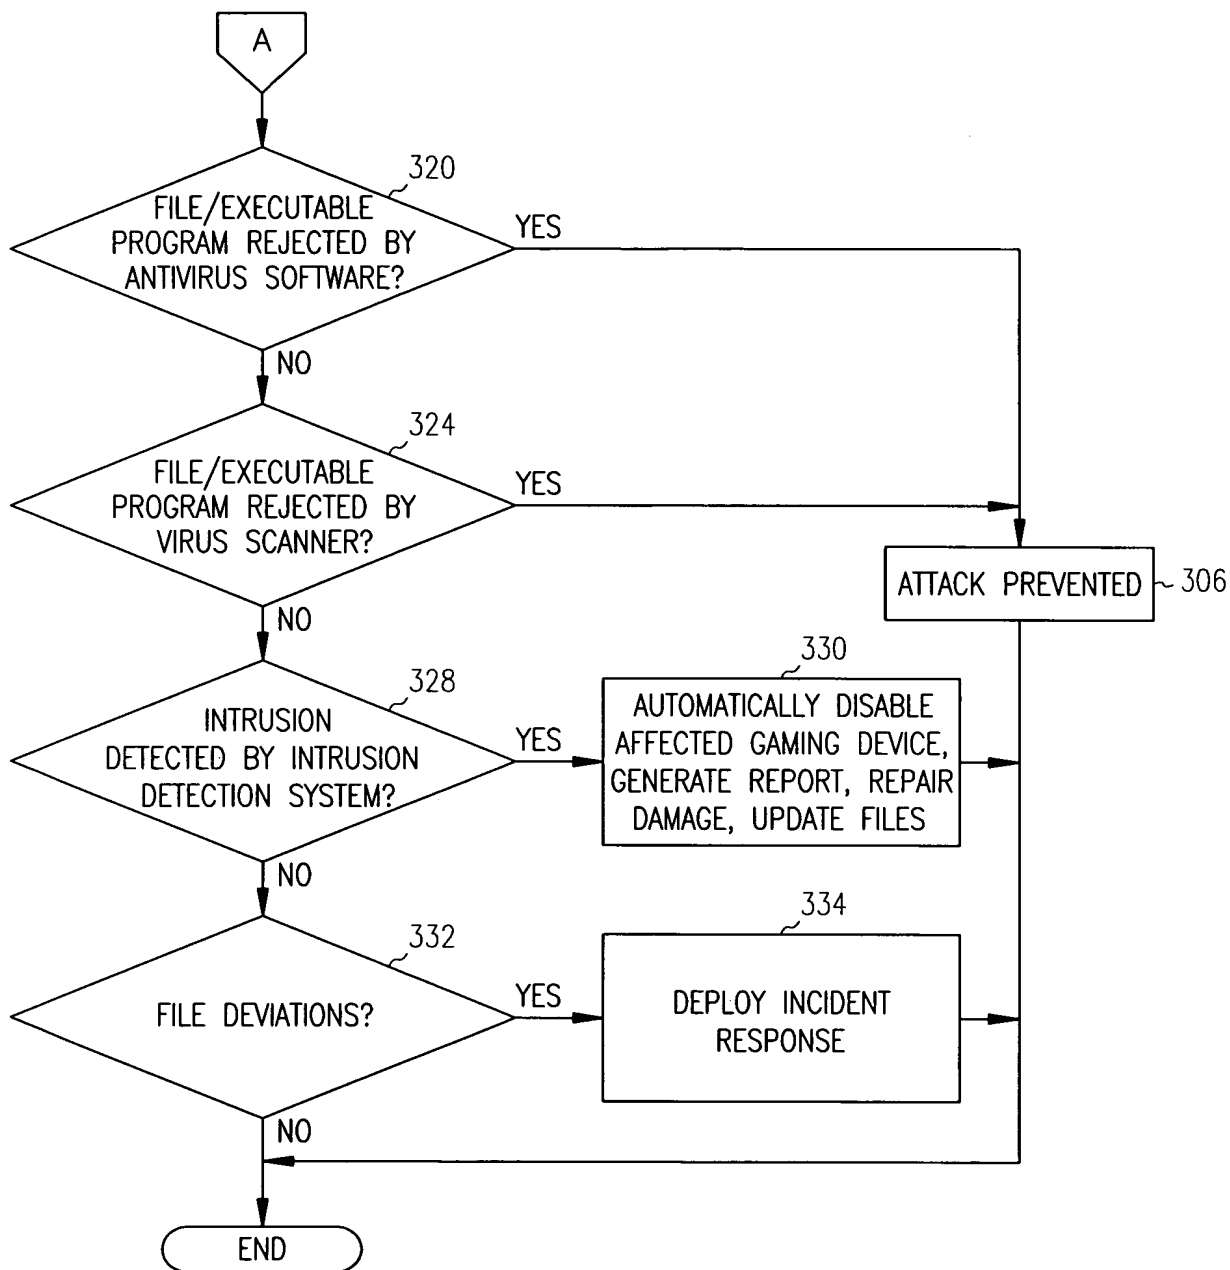 A
320
FILE/EXECUTABLE
PROGRAM REJECTED BY
ANTIVIRUS SOFTWARE?
YES
NO
324
FILE/EXECUTABLE
PROGRAM REJECTED BY
VIRUS SCANNER?
YES
NO
ATTACK PREVENTED
306
328
INTRUSION
DETECTED BY INTRUSION
DETECTION SYSTEM?
YES
NO
330
AUTOMATICALLY DISABLE
AFFECTED GAMING DEVICE,
GENERATE REPORT, REPAIR
DAMAGE, UPDATE FILES
332
FILE DEVIATIONS?
YES
NO
334
DEPLOY INCIDENT
RESPONSE
END